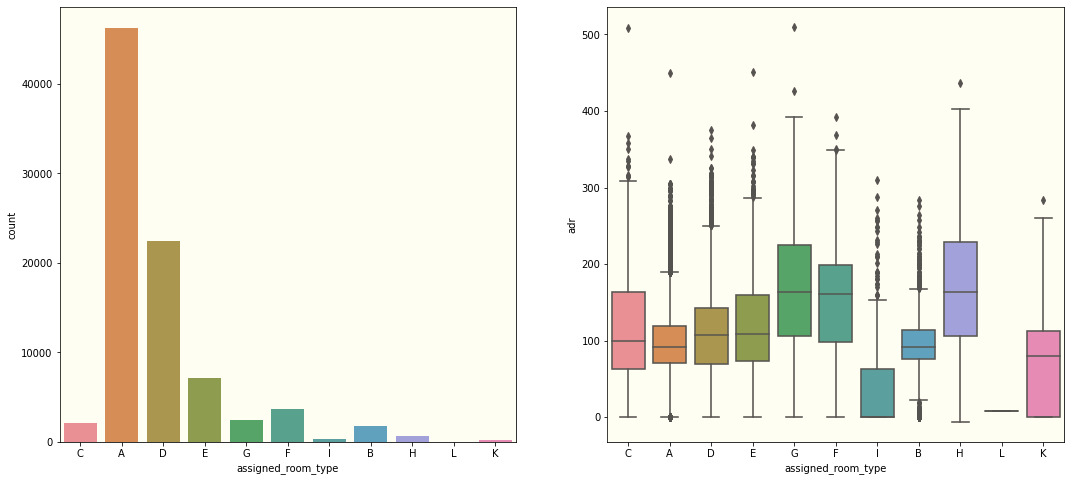 count
40000
30000
20000
10000
0
C A D E G F I B H L K
assigned_room_type
adr
500
400
300
200
100
0
C A D E G F I B H L K
assigned_room_type